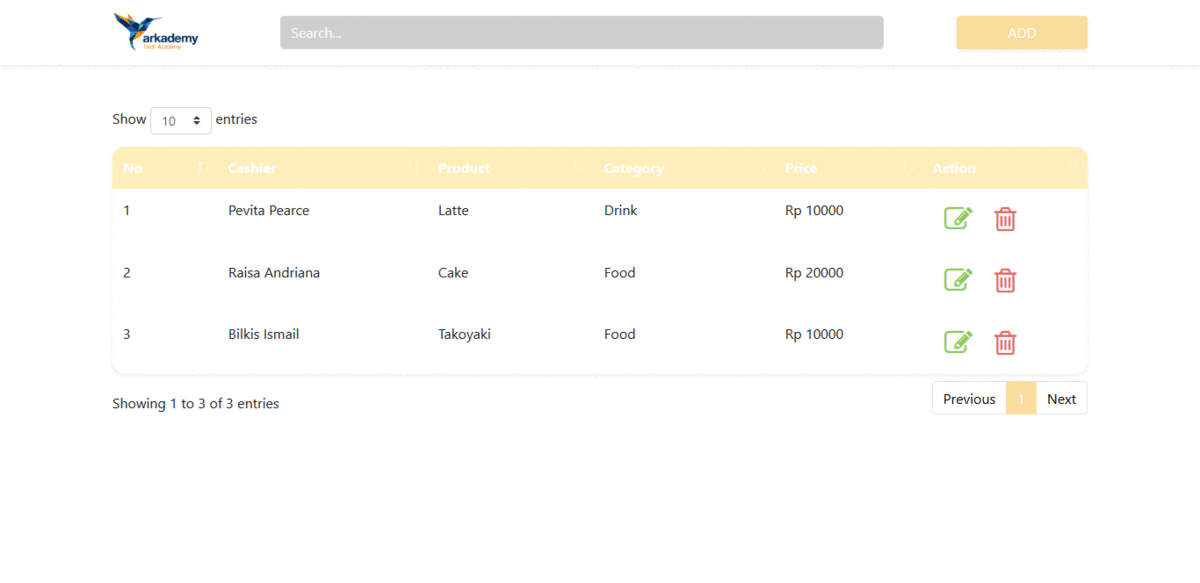 arkademy
Tech Academy
Search...
ADD
Show 10 entries
No Cashier Product Category Price Action
1 Pevita Pearce Latte Drink Rp 10000
2 Raisa Andriana Cake Food Rp 20000
3 Bilkis Ismail Takoyaki Food Rp 10000
Showing 1 to 3 of 3 entries
Previous 1 Next